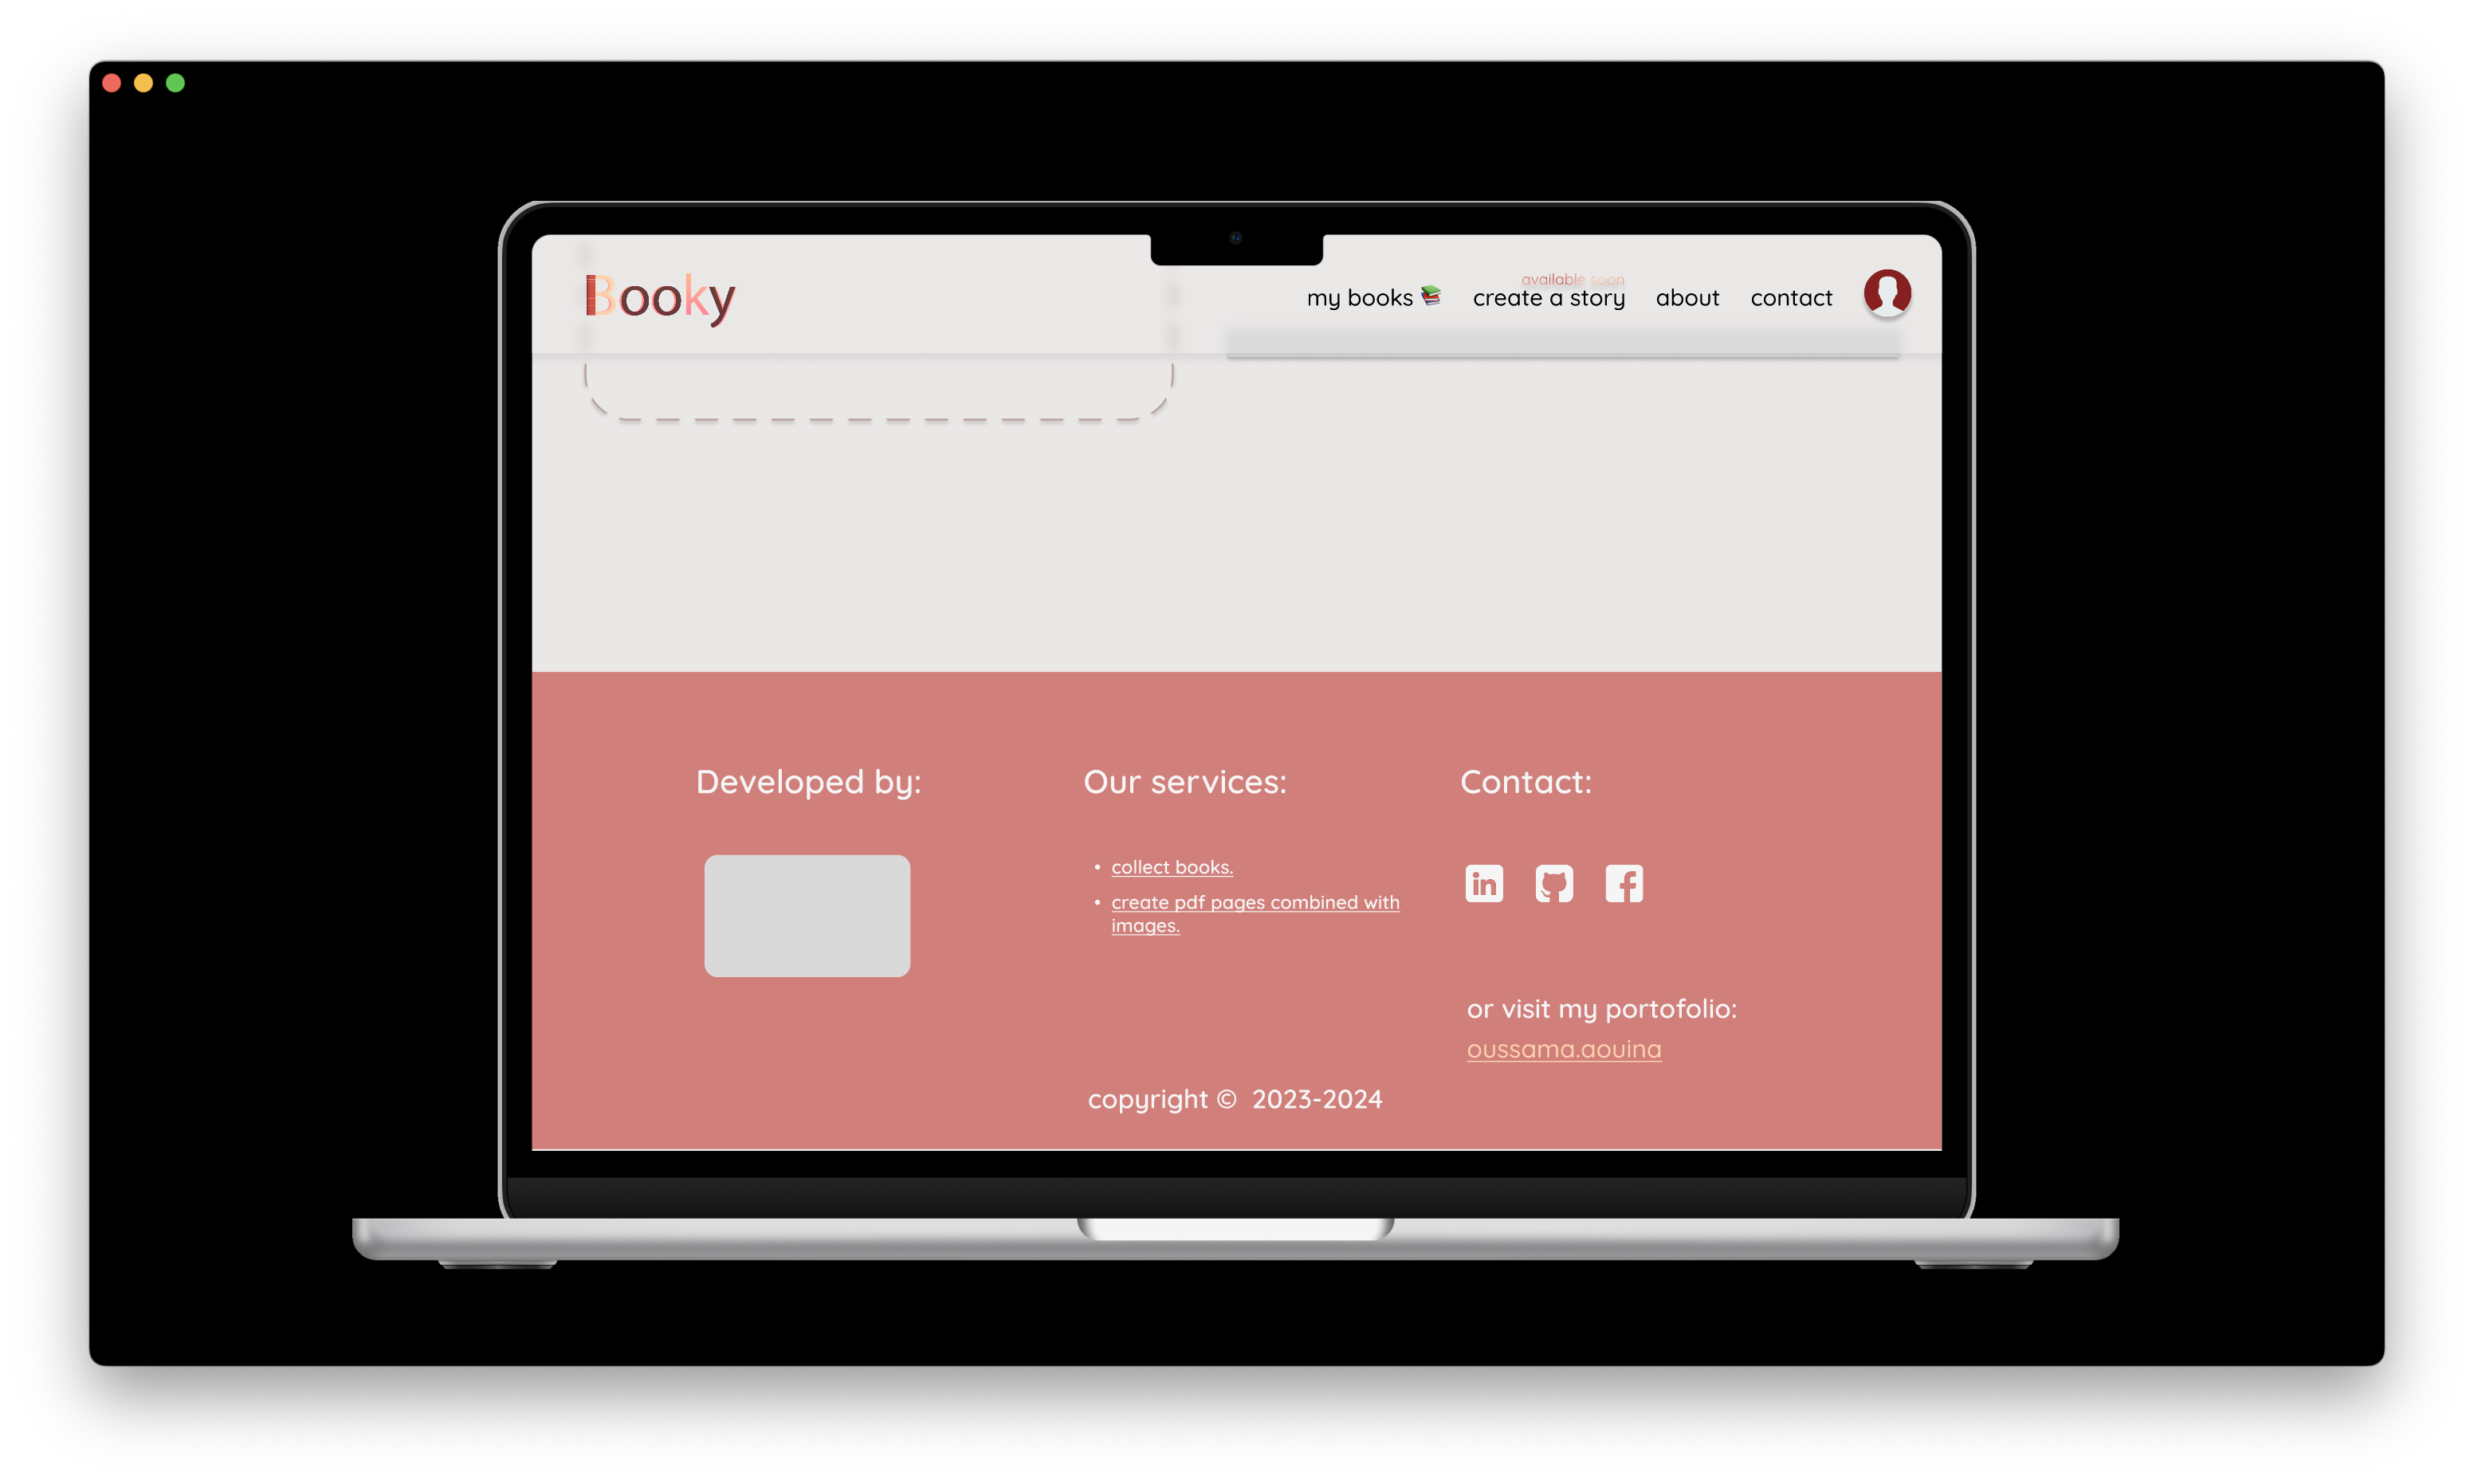 Booky
my books
available soon
create a story
about
contact
Developed by:
Our services:
Contact:
collect books.
create pdf pages combined with
images.
or visit my portofolio:
oussama.aouina
copyright © 2023-2024